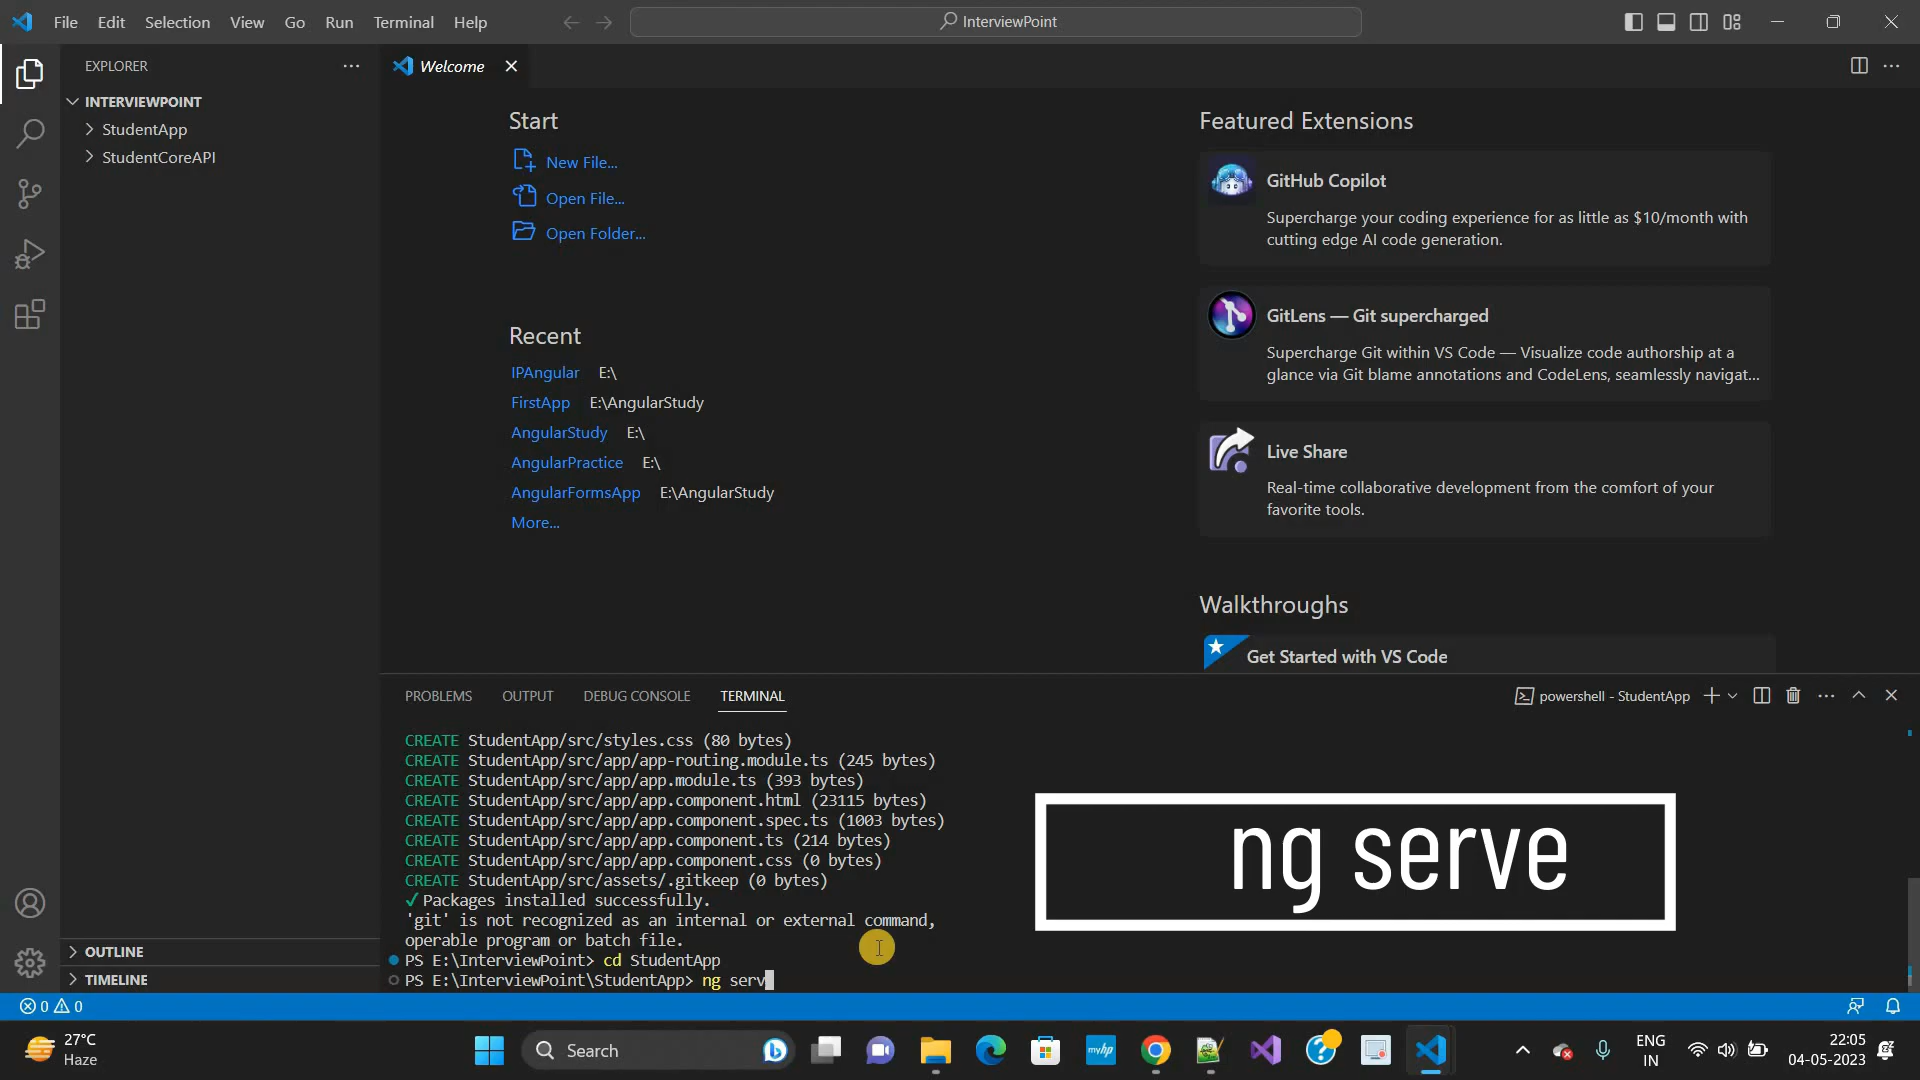 File Edit Selection View Go Run Terminal Help
InterviewPoint
EXPLORER
Welcome
INTERVIEWPOINT
StudentApp
StudentCoreAPI
Start
New File...
Open File...
Open Folder...
Recent
IPAngular E:\
FirstApp E:\AngularStudy
AngularStudy E:\
AngularPractice E:\
AngularFormsApp E:\AngularStudy
More...
Featured Extensions
GitHub Copilot
Supercharge your coding experience for as little as $10/month with
cutting edge AI code generation.
GitLens — Git supercharged
Supercharge Git within VS Code — Visualize code authorship at a
glance via Git blame annotations and CodeLens, seamlessly navigat...
Live Share
Real-time collaborative development from the comfort of your
favorite tools.
Walkthroughs
Get Started with VS Code
PROBLEMS OUTPUT DEBUG CONSOLE TERMINAL
powershell - StudentApp
CREATE StudentApp/src/styles.css (80 bytes)
CREATE StudentApp/src/app/app-routing.module.ts (245 bytes)
CREATE StudentApp/src/app/app.module.ts (393 bytes)
CREATE StudentApp/src/app/app.component.html (23115 bytes)
CREATE StudentApp/src/app/app.component.spec.ts (1003 bytes)
CREATE StudentApp/src/app/app.component.ts (214 bytes)
CREATE StudentApp/src/app/app.component.css (0 bytes)
CREATE StudentApp/src/assets/.gitkeep (0 bytes)
✓ Packages installed successfully.
'git' is not recognized as an internal or external command,
operable program or batch file.
PS E:\InterviewPoint> cd StudentApp
PS E:\InterviewPoint\StudentApp> ng serv
ng serve
OUTLINE
TIMELINE
0 0
27°C
Haze
Search
myhp
ENG
IN
22:05
04-05-2023